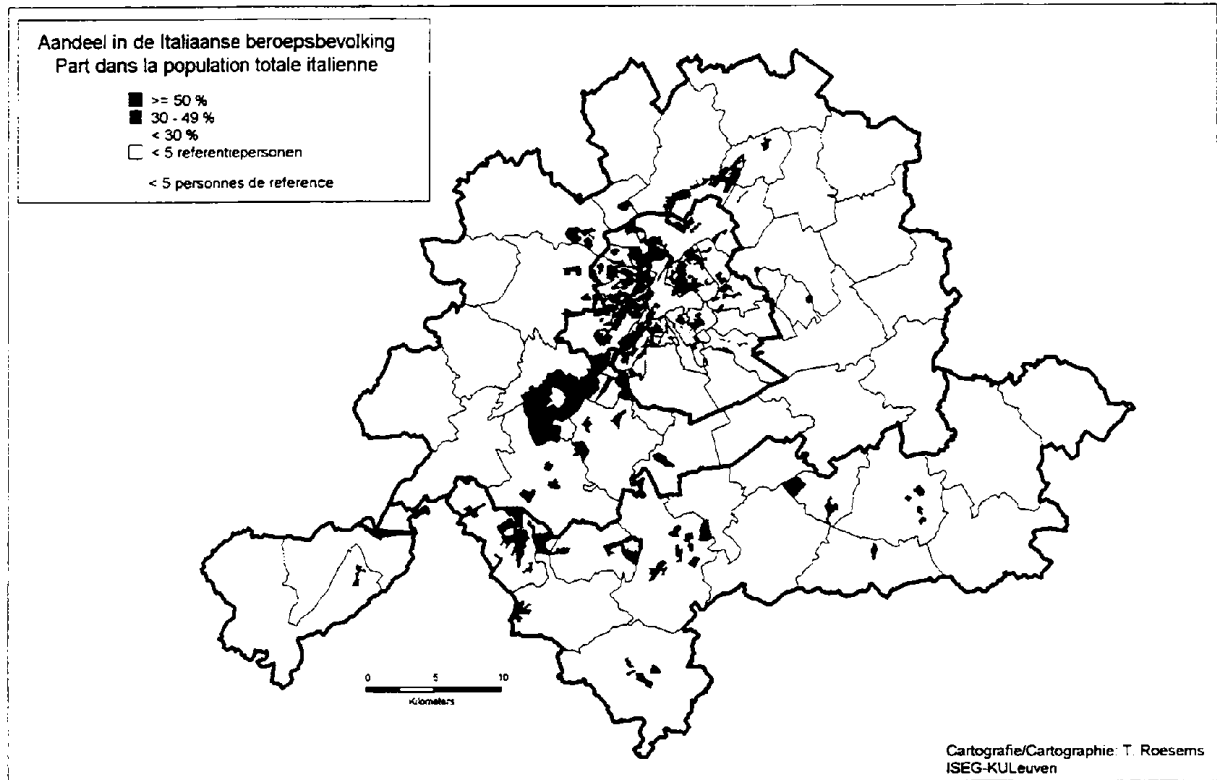 Aandeel in de Italiaanse beroepsbevolking
Part dans la population totale italienne
>= 50 %
30 - 49 %
< 30 %
< 5 referentiepersonen
< 5 personnes de reference
0 5 10
Kilometers
Cartografie/Cartographie: T. Roesems
ISEG-KULeuven